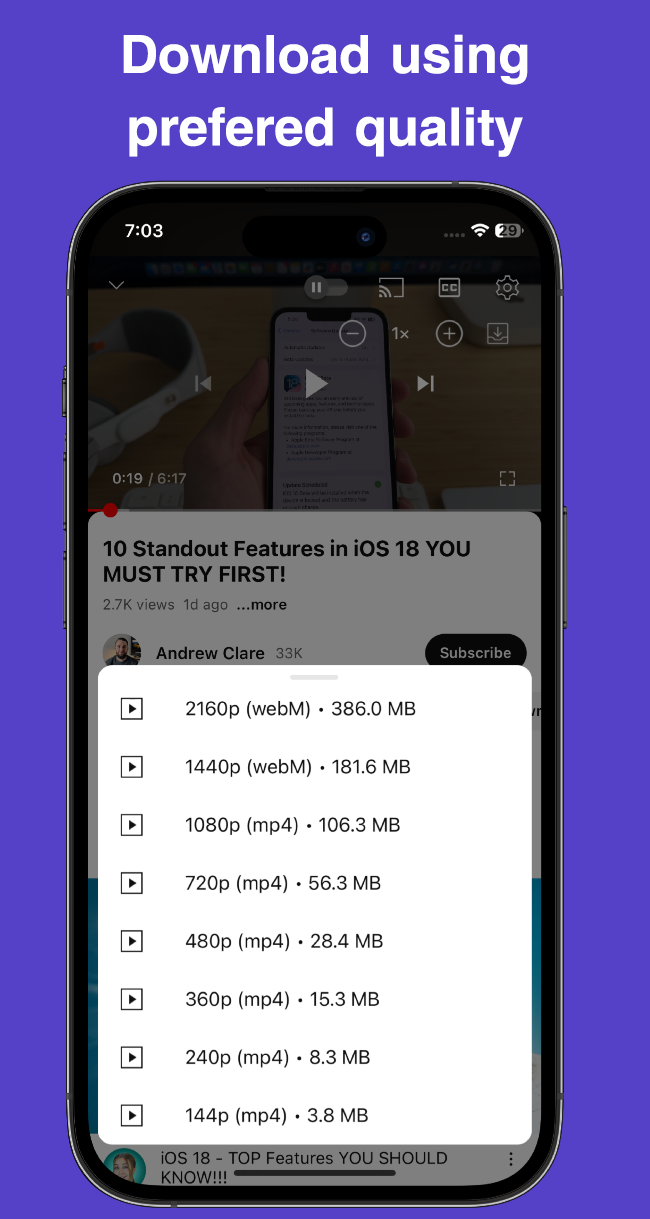 Download using
prefered quality
7:03
29
CC
1×
0:19 / 6:17
10 Standout Features in iOS 18 YOU
MUST TRY FIRST!
2.7K views 1d ago ...more
Andrew Clare 33K
Subscribe
2160p (webM) • 386.0 MB
1440p (webM) • 181.6 MB
1080p (mp4) • 106.3 MB
720p (mp4) • 56.3 MB
480p (mp4) • 28.4 MB
360p (mp4) • 15.3 MB
240p (mp4) • 8.3 MB
144p (mp4) • 3.8 MB
iOS 18 - TOP Features YOU SHOULD
KNOW!!!